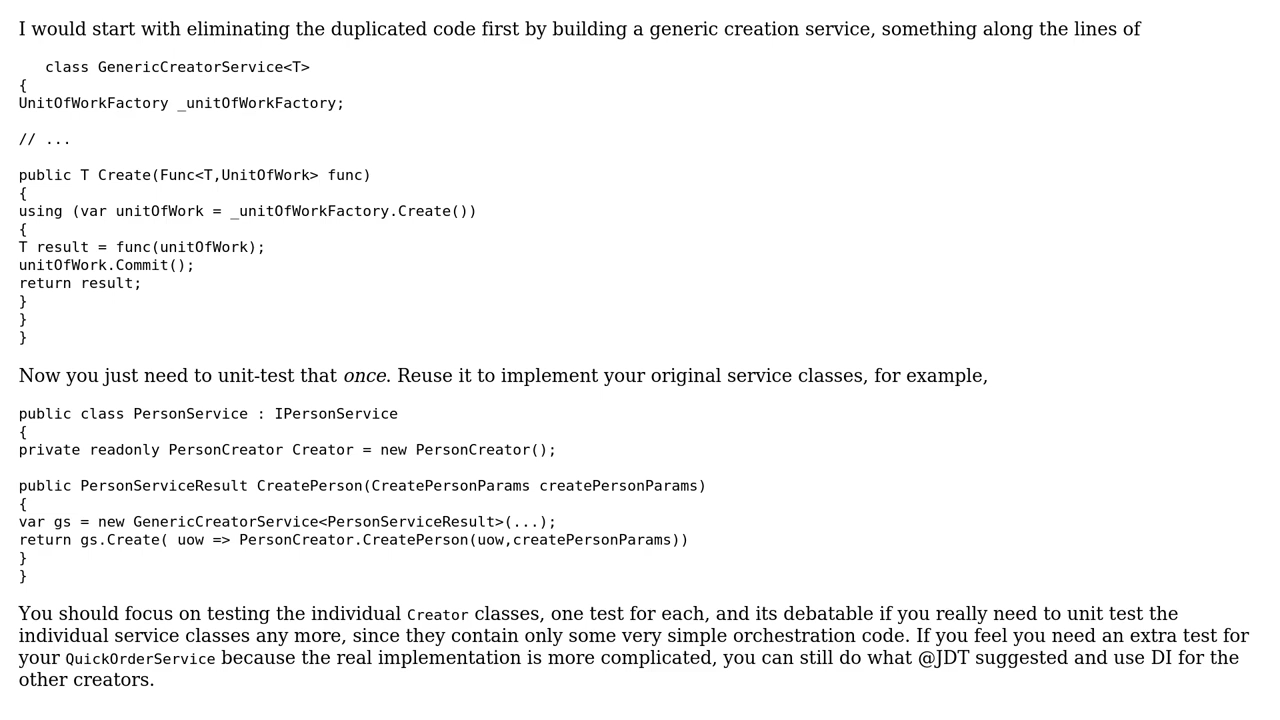 I would start with eliminating the duplicated code first by building a generic creation service, something along the lines of
class GenericCreatorService<T>
{
UnitOfWorkFactory _unitOfWorkFactory;
// ...
public T Create(Func<T,UnitOfWork> func)
{
using (var unitOfWork = _unitOfWorkFactory.Create())
{
T result = func(unitOfWork);
unitOfWork.Commit();
return result;
}
}
}
Now you just need to unit-test that once. Reuse it to implement your original service classes, for example,
public class PersonService : IPersonService
{
private readonly PersonCreator Creator = new PersonCreator();
public PersonServiceResult CreatePerson(CreatePersonParams createPersonParams)
{
var gs = new GenericCreatorService<PersonServiceResult>(...);
return gs.Create( uow => PersonCreator.CreatePerson(uow,createPersonParams))
}
}
You should focus on testing the individual Creator classes, one test for each, and its debatable if you really need to unit test the
individual service classes any more, since they contain only some very simple orchestration code. If you feel you need an extra test for
your QuickOrderService because the real implementation is more complicated, you can still do what @JDT suggested and use DI for the
other creators.